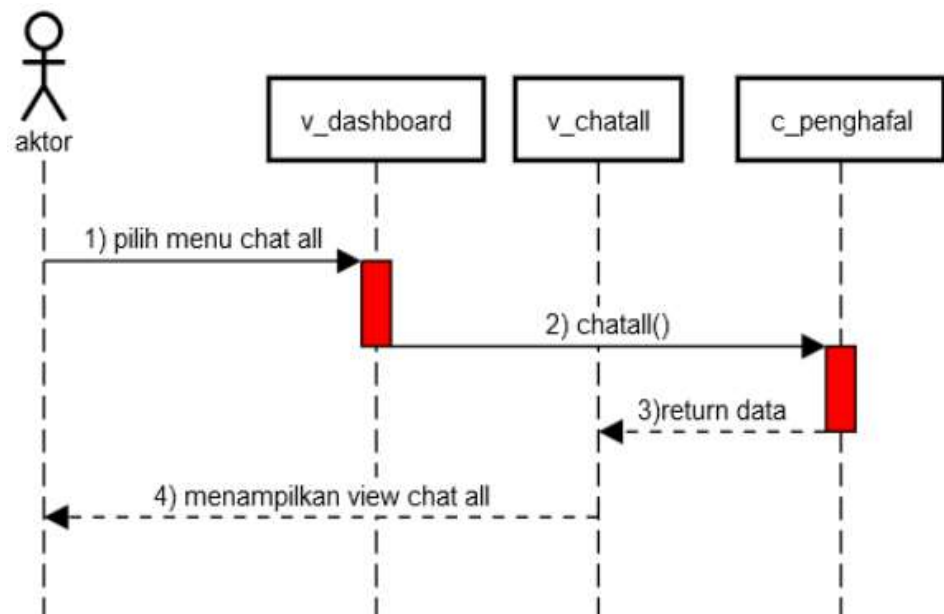 aktor
v_dashboard
v_chatall
c_penghafal
1) pilih menu chat all
2) chatall()
3)return data
4) menampilkan view chat all